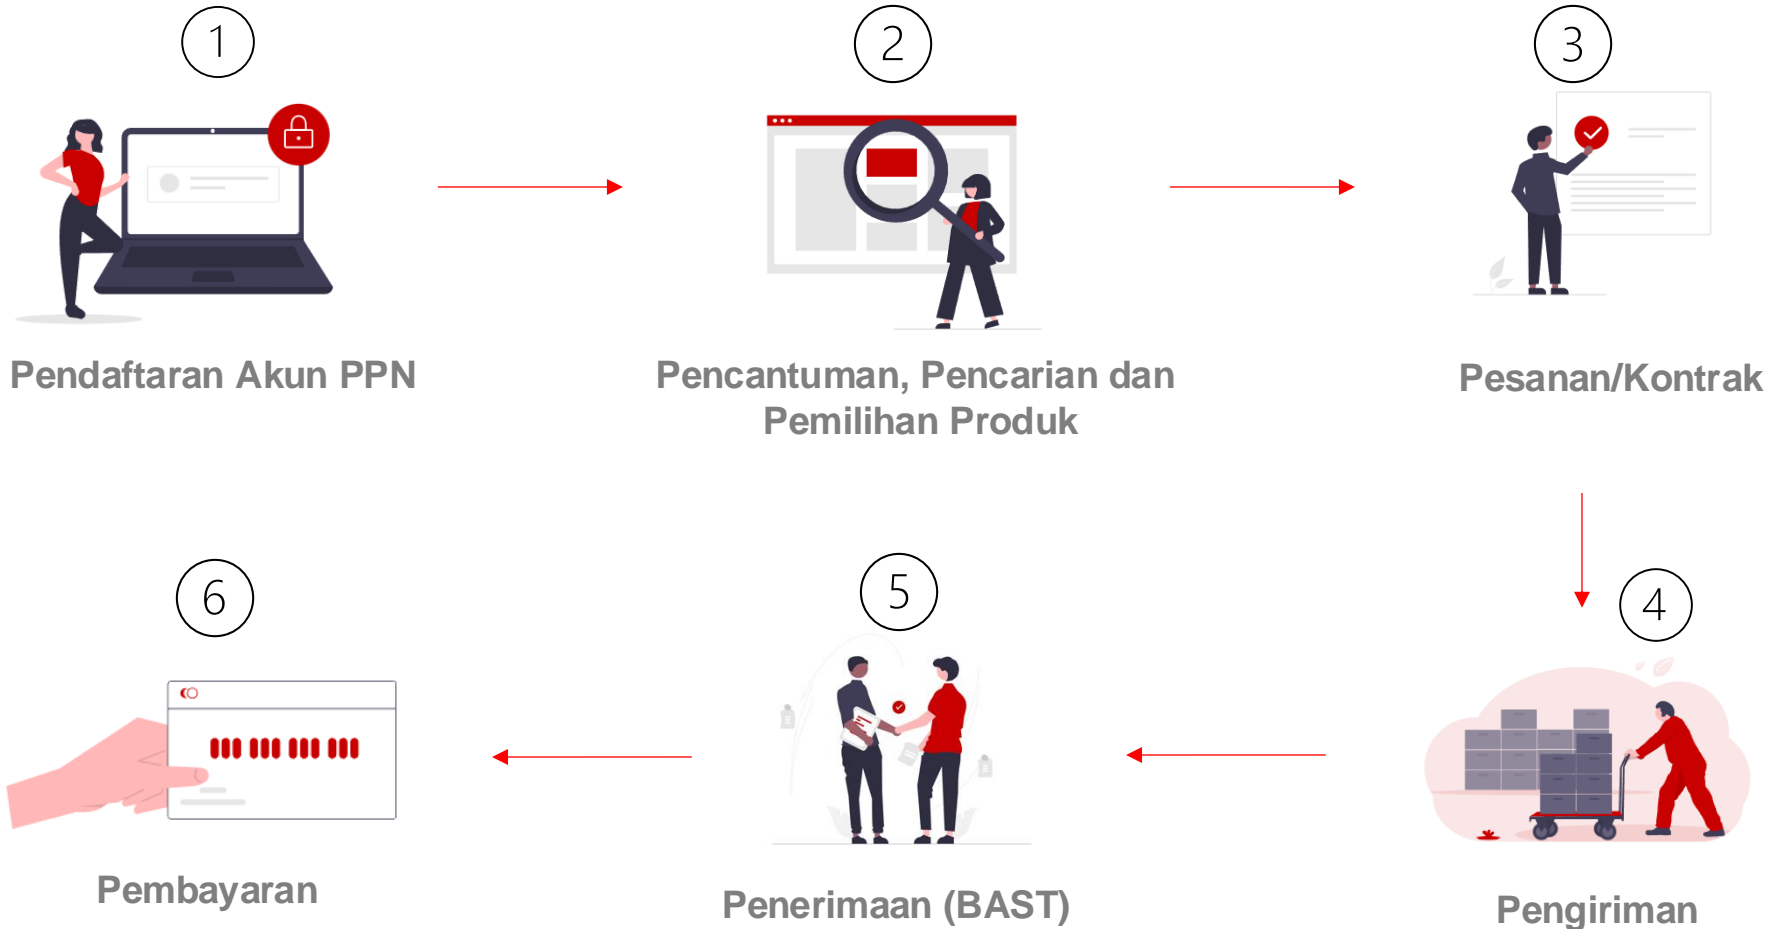 1
Pendaftaran Akun PPN
2
Pencantuman, Pencarian dan
Pemilihan Produk
3
Pesanan/Kontrak
4
Pengiriman
5
Penerimaan (BAST)
6
Pembayaran